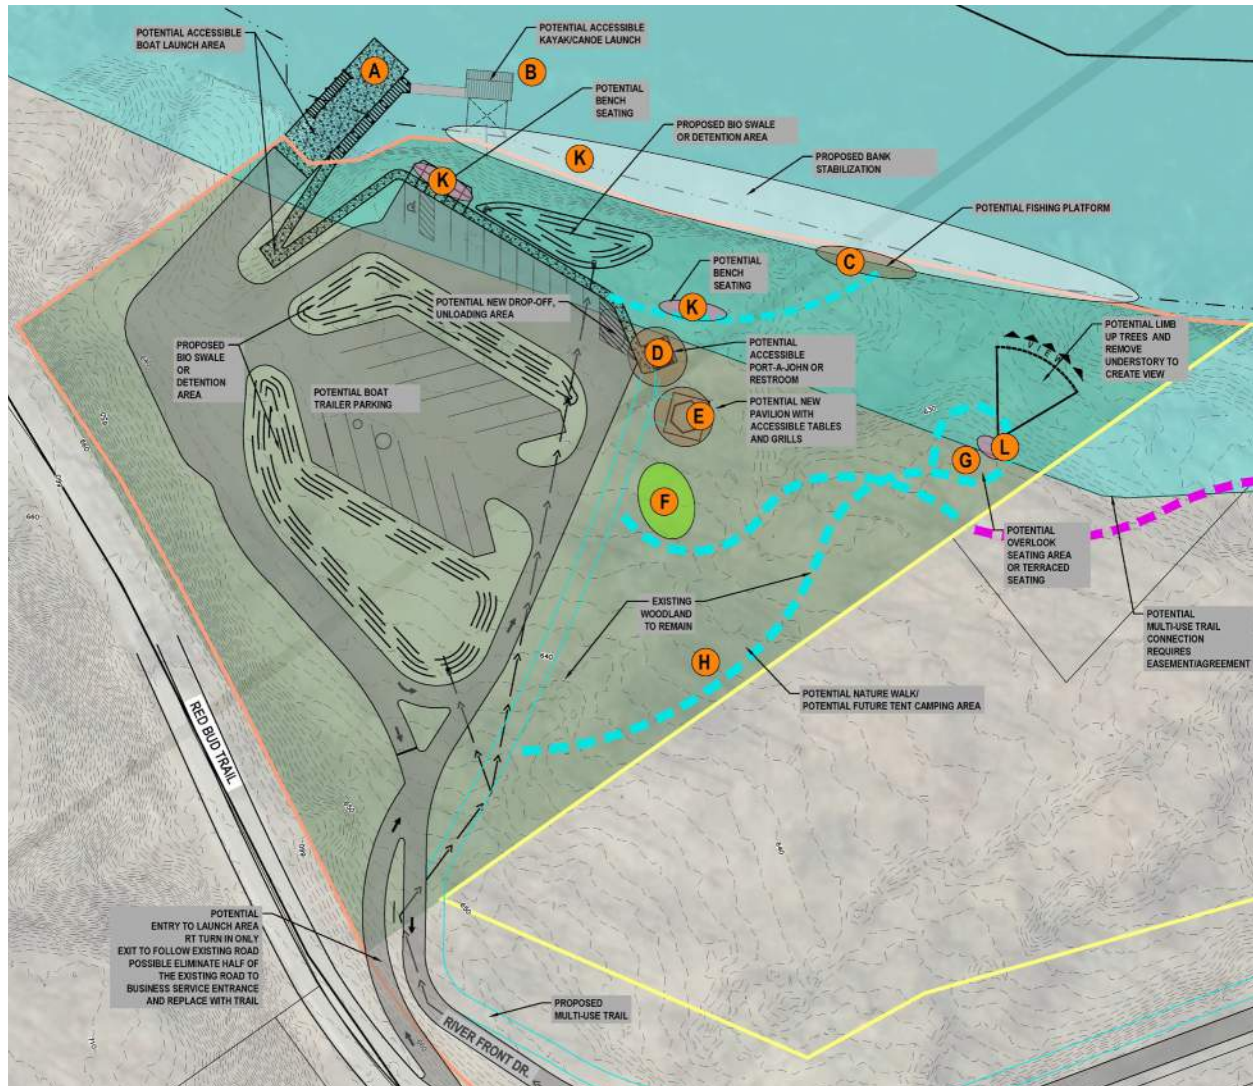 POTENTIAL ACCESSIBLE
BOAT LAUNCH AREA
POTENTIAL ACCESSIBLE
KAYAK/CANOE LAUNCH
A
B
POTENTIAL
BENCH
SEATING
PROPOSED BIO SWALE
OR DETENTION AREA
K
PROPOSED BANK
STABILIZATION
K
POTENTIAL FISHING PLATFORM
C
POTENTIAL
BENCH
SEATING
K
POTENTIAL NEW DROP-OFF,
UNLOADING AREA
PROPOSED
BIO SWALE
OR
DETENTION
AREA
POTENTIAL BOAT
TRAILER PARKING
D
POTENTIAL
ACCESSIBLE
PORT-A-JOHN OR
RESTROOM
POTENTIAL LIMB
UP TREES AND
REMOVE
UNDERSTORY TO
CREATE VIEW
VIEW
E
POTENTIAL NEW
PAVILION WITH
ACCESSIBLE TABLES
AND GRILLS
630
L
G
F
POTENTIAL
OVERLOOK
SEATING AREA
OR TERRACED
SEATING
EXISTING
WOODLAND
TO REMAIN
POTENTIAL
MULTI-USE TRAIL
CONNECTION
REQUIRES
EASEMENT/AGREEMENT
640
H
POTENTIAL NATURE WALK/
POTENTIAL FUTURE TENT CAMPING AREA
RED BUD TRAIL
660
650
660
640
650
POTENTIAL
ENTRY TO LAUNCH AREA
RT TURN IN ONLY
EXIT TO FOLLOW EXISTING ROAD
POSSIBLE ELIMINATE HALF OF
THE EXISTING ROAD TO
BUSINESS SERVICE ENTRANCE
AND REPLACE WITH TRAIL
PROPOSED
MULTI-USE TRAIL
RIVER FRONT DR.